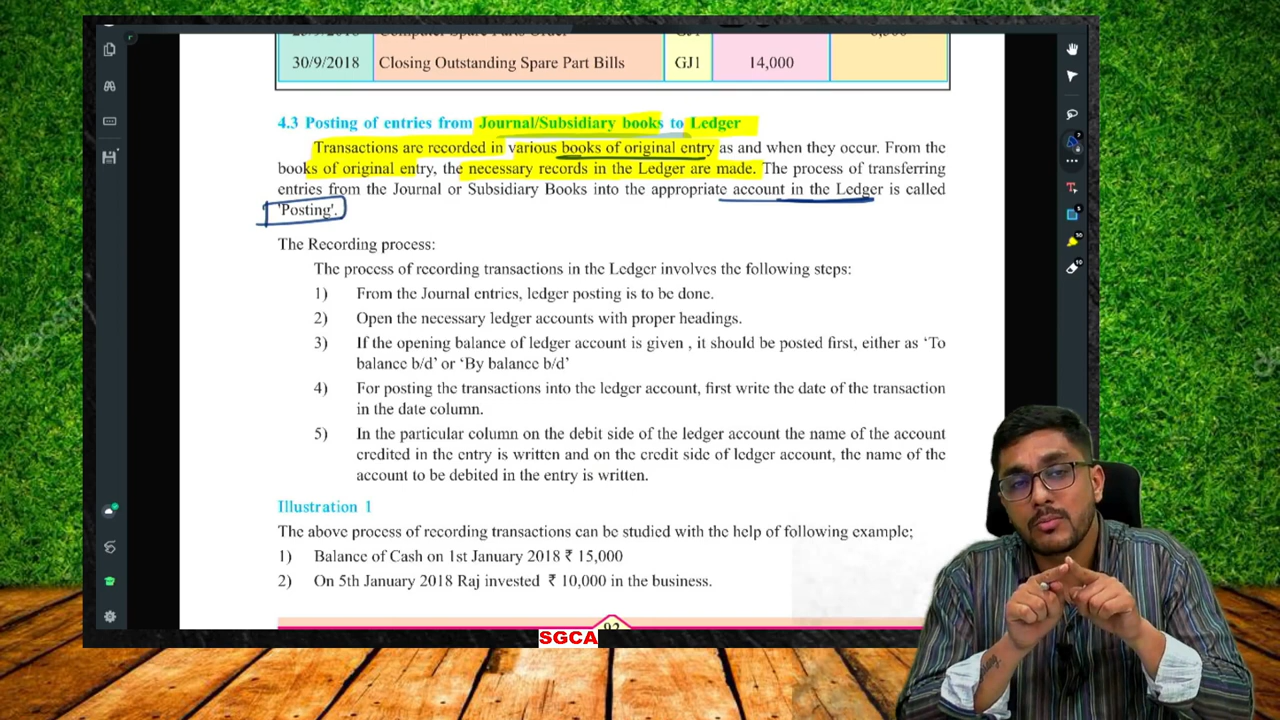 30/9/2018 Closing Outstanding Spare Part Bills GJ1 14,000
4.3 Posting of entries from Journal/Subsidiary books to Ledger
Transactions are recorded in various books of original entry as and when they occur. From the
books of original entry, the necessary records in the Ledger are made. The process of transferring
entries from the Journal or Subsidiary Books into the appropriate account in the Ledger is called
'Posting'.
The Recording process:
The process of recording transactions in the Ledger involves the following steps:
1) From the Journal entries, ledger posting is to be done.
2) Open the necessary ledger accounts with proper headings.
3) If the opening balance of ledger account is given , it should be posted first, either as ‘To
balance b/d’ or ‘By balance b/d’
4) For posting the transactions into the ledger account, first write the date of the transaction
in the date column.
5) In the particular column on the debit side of the ledger account the name of the account
credited in the entry is written and on the credit side of ledger account, the name of the
account to be debited in the entry is written.
Illustration 1
The above process of recording transactions can be studied with the help of following example;
1) Balance of Cash on 1st January 2018 ₹ 15,000
2) On 5th January 2018 Raj invested ₹ 10,000 in the business.
SGCA